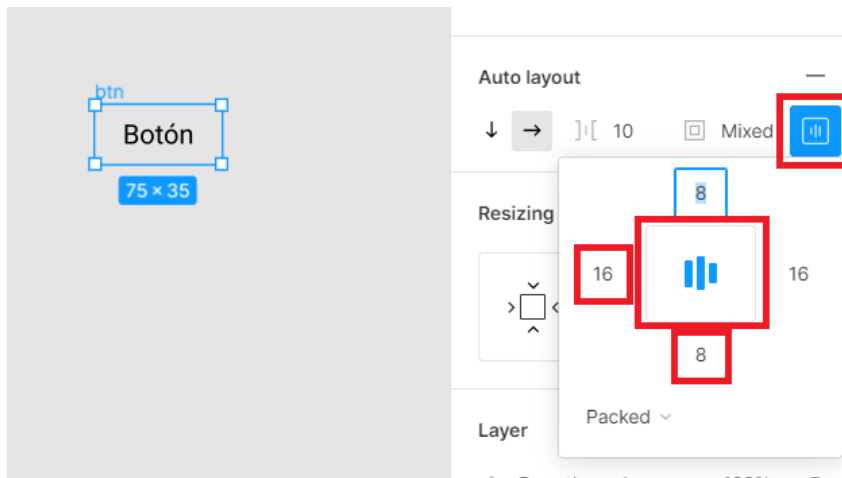 btn
Botón
75 × 35
Auto layout
10
Mixed
8
Resizing
16
16
8
Packed
Layer